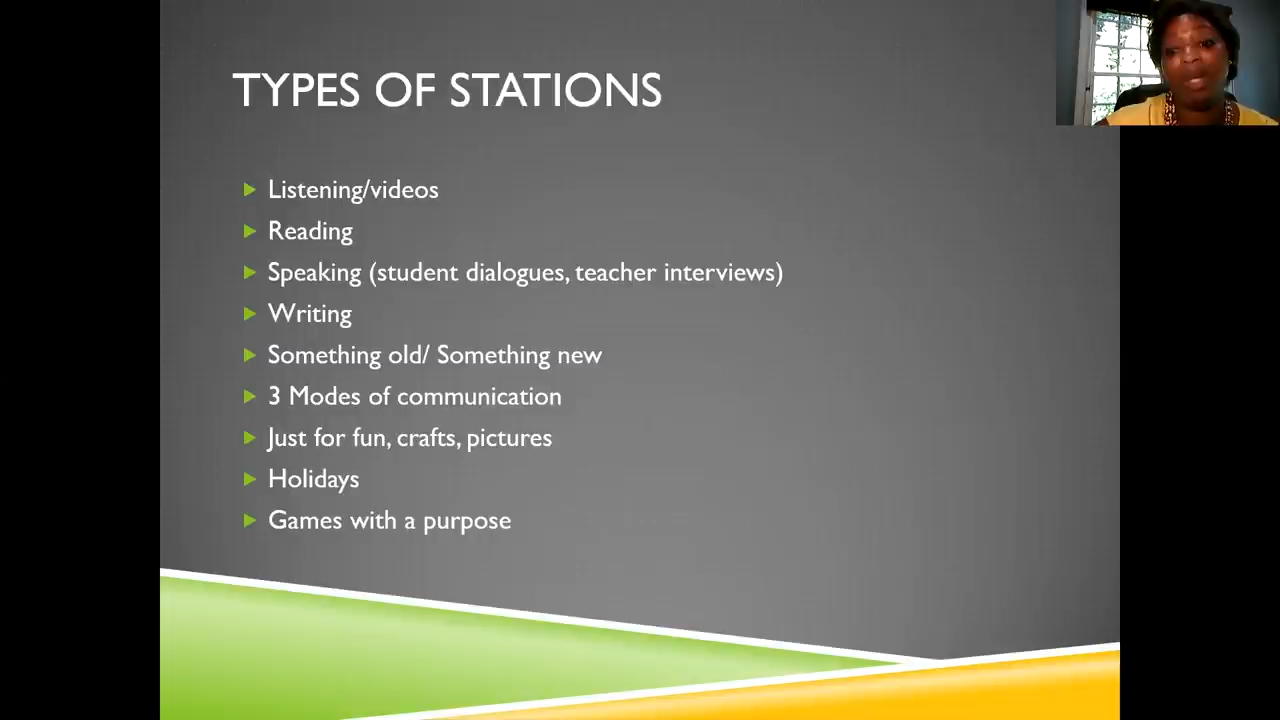 TYPES OF STATIONS
Listening/videos
Reading
Speaking (student dialogues, teacher interviews)
Writing
Something old/ Something new
3 Modes of communication
Just for fun, crafts, pictures
Holidays
Games with a purpose